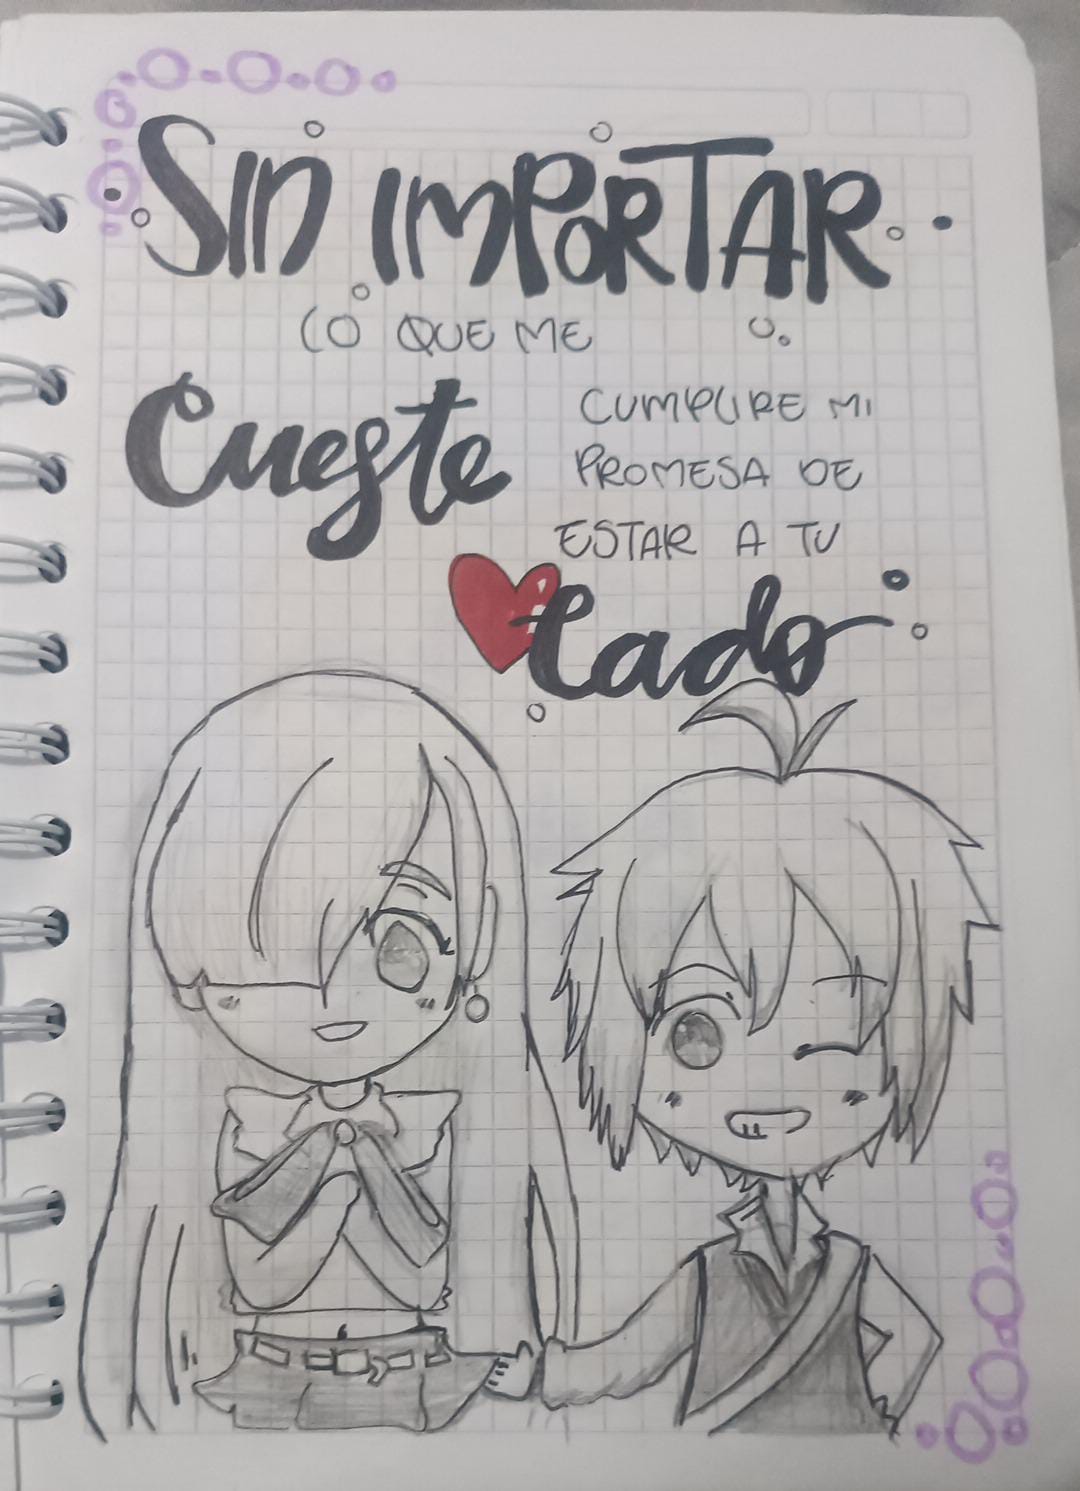 SIN IMPORTAR
LO QUE ME
Cueste
CUMPLIRE MI
PROMESA DE
ESTAR A TU
Lado